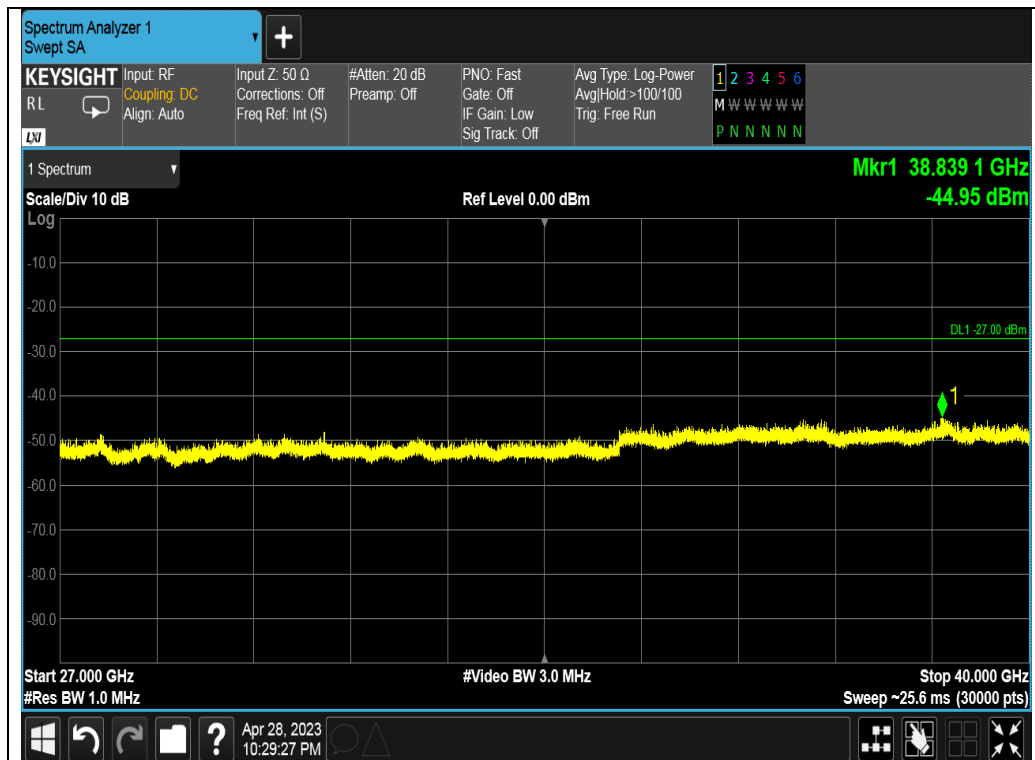 Spectrum Analyzer 1
Swept SA
+
KEYSIGHT
RL
LXI
Input: RF
Coupling: DC
Align: Auto
Input Z: 50 Ω
Corrections: Off
Freq Ref: Int (S)
#Atten: 20 dB
Preamp: Off
PNO: Fast
Gate: Off
IF Gain: Low
Sig Track: Off
Avg Type: Log-Power
Avg|Hold:>100/100
Trig: Free Run
1 2 3 4 5 6
M W W W W W
P N N N N N
1 Spectrum
Mkr1 38.839 1 GHz
-44.95 dBm
Scale/Div 10 dB
Ref Level 0.00 dBm
Log
-10.0
-20.0
DL1 -27.00 dBm
-30.0
-40.0
1
-50.0
-60.0
-70.0
-80.0
-90.0
Start 27.000 GHz
#Video BW 3.0 MHz
Stop 40.000 GHz
#Res BW 1.0 MHz
Sweep ~25.6 ms (30000 pts)
?
Apr 28, 2023
10:29:27 PM